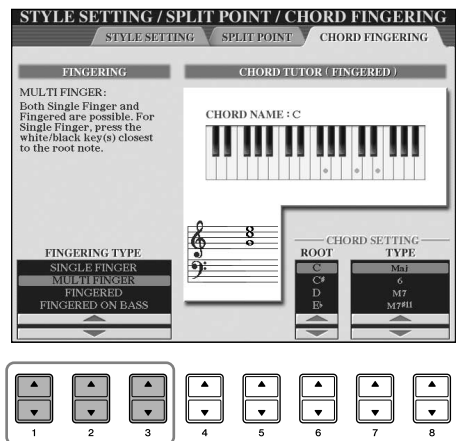 STYLE SETTING / SPLIT POINT / CHORD FINGERING
STYLE SETTING
SPLIT POINT
CHORD FINGERING
FINGERING
CHORD TUTOR ( FINGERED )
MULTI FINGER:
Both Single Finger and
Fingered are possible. For
Single Finger, press the
white/black key(s) closest
to the root note.
CHORD NAME : C
FINGERING TYPE
SINGLE FINGER
MULTI FINGER
FINGERED
FINGERED ON BASS
CHORD SETTING
ROOT
TYPE
C
Maj
C♯
6
D
M7
E♭
M7♯11
1
2
3
4
5
6
7
8